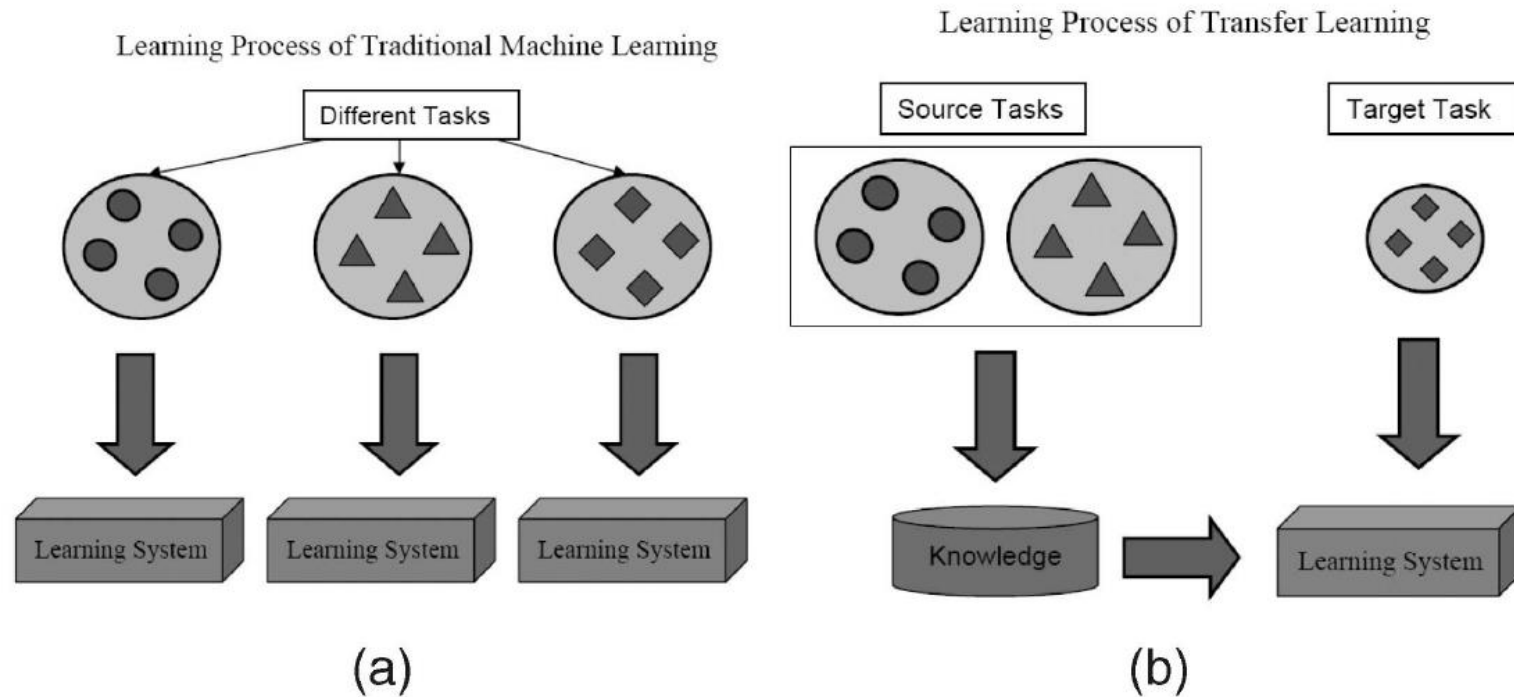 Learning Process of Traditional Machine Learning
Different Tasks
Learning System
Learning System
Learning System
(a)
Learning Process of Transfer Learning
Source Tasks
Target Task
Knowledge
Learning System
(b)